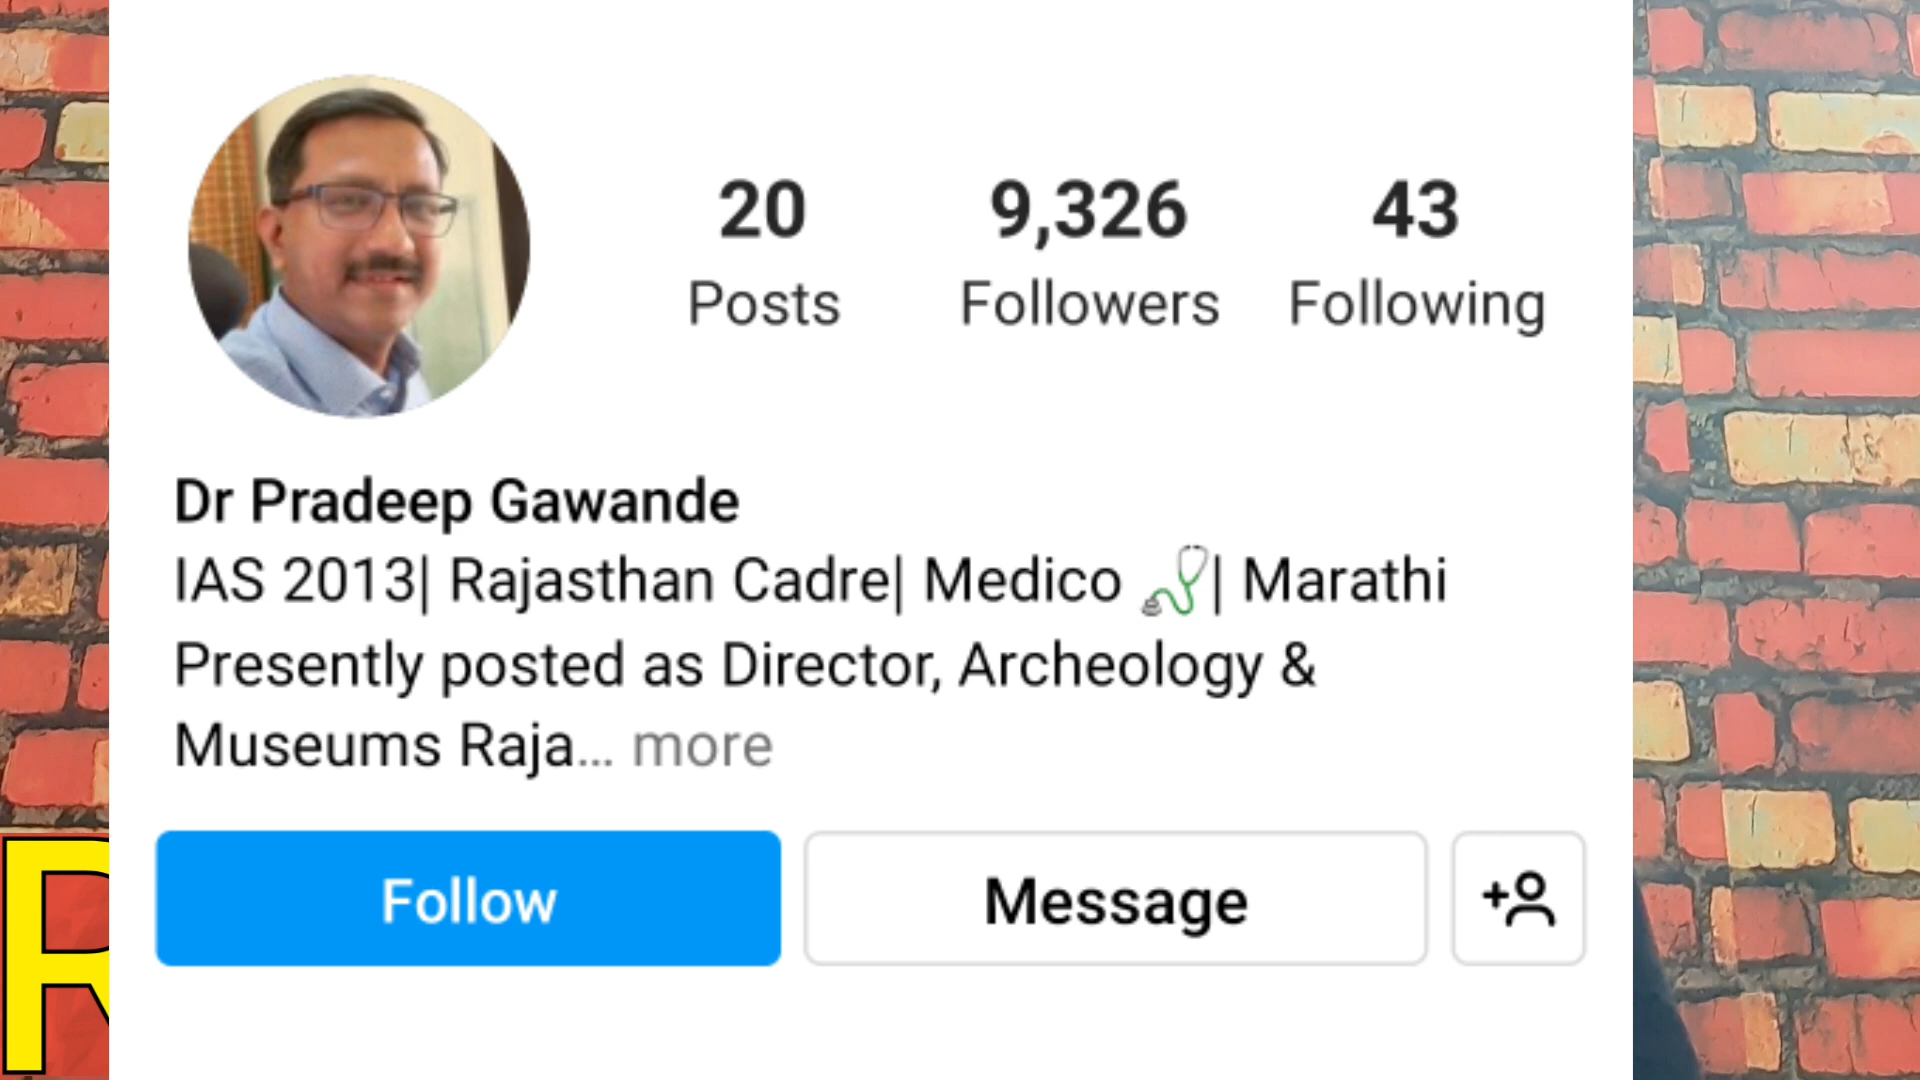 20 9,326 43
Posts Followers Following
Dr Pradeep Gawande
IAS 2013| Rajasthan Cadre| Medico 🩺| Marathi
Presently posted as Director, Archeology &
Museums Raja... more
Follow Message
R